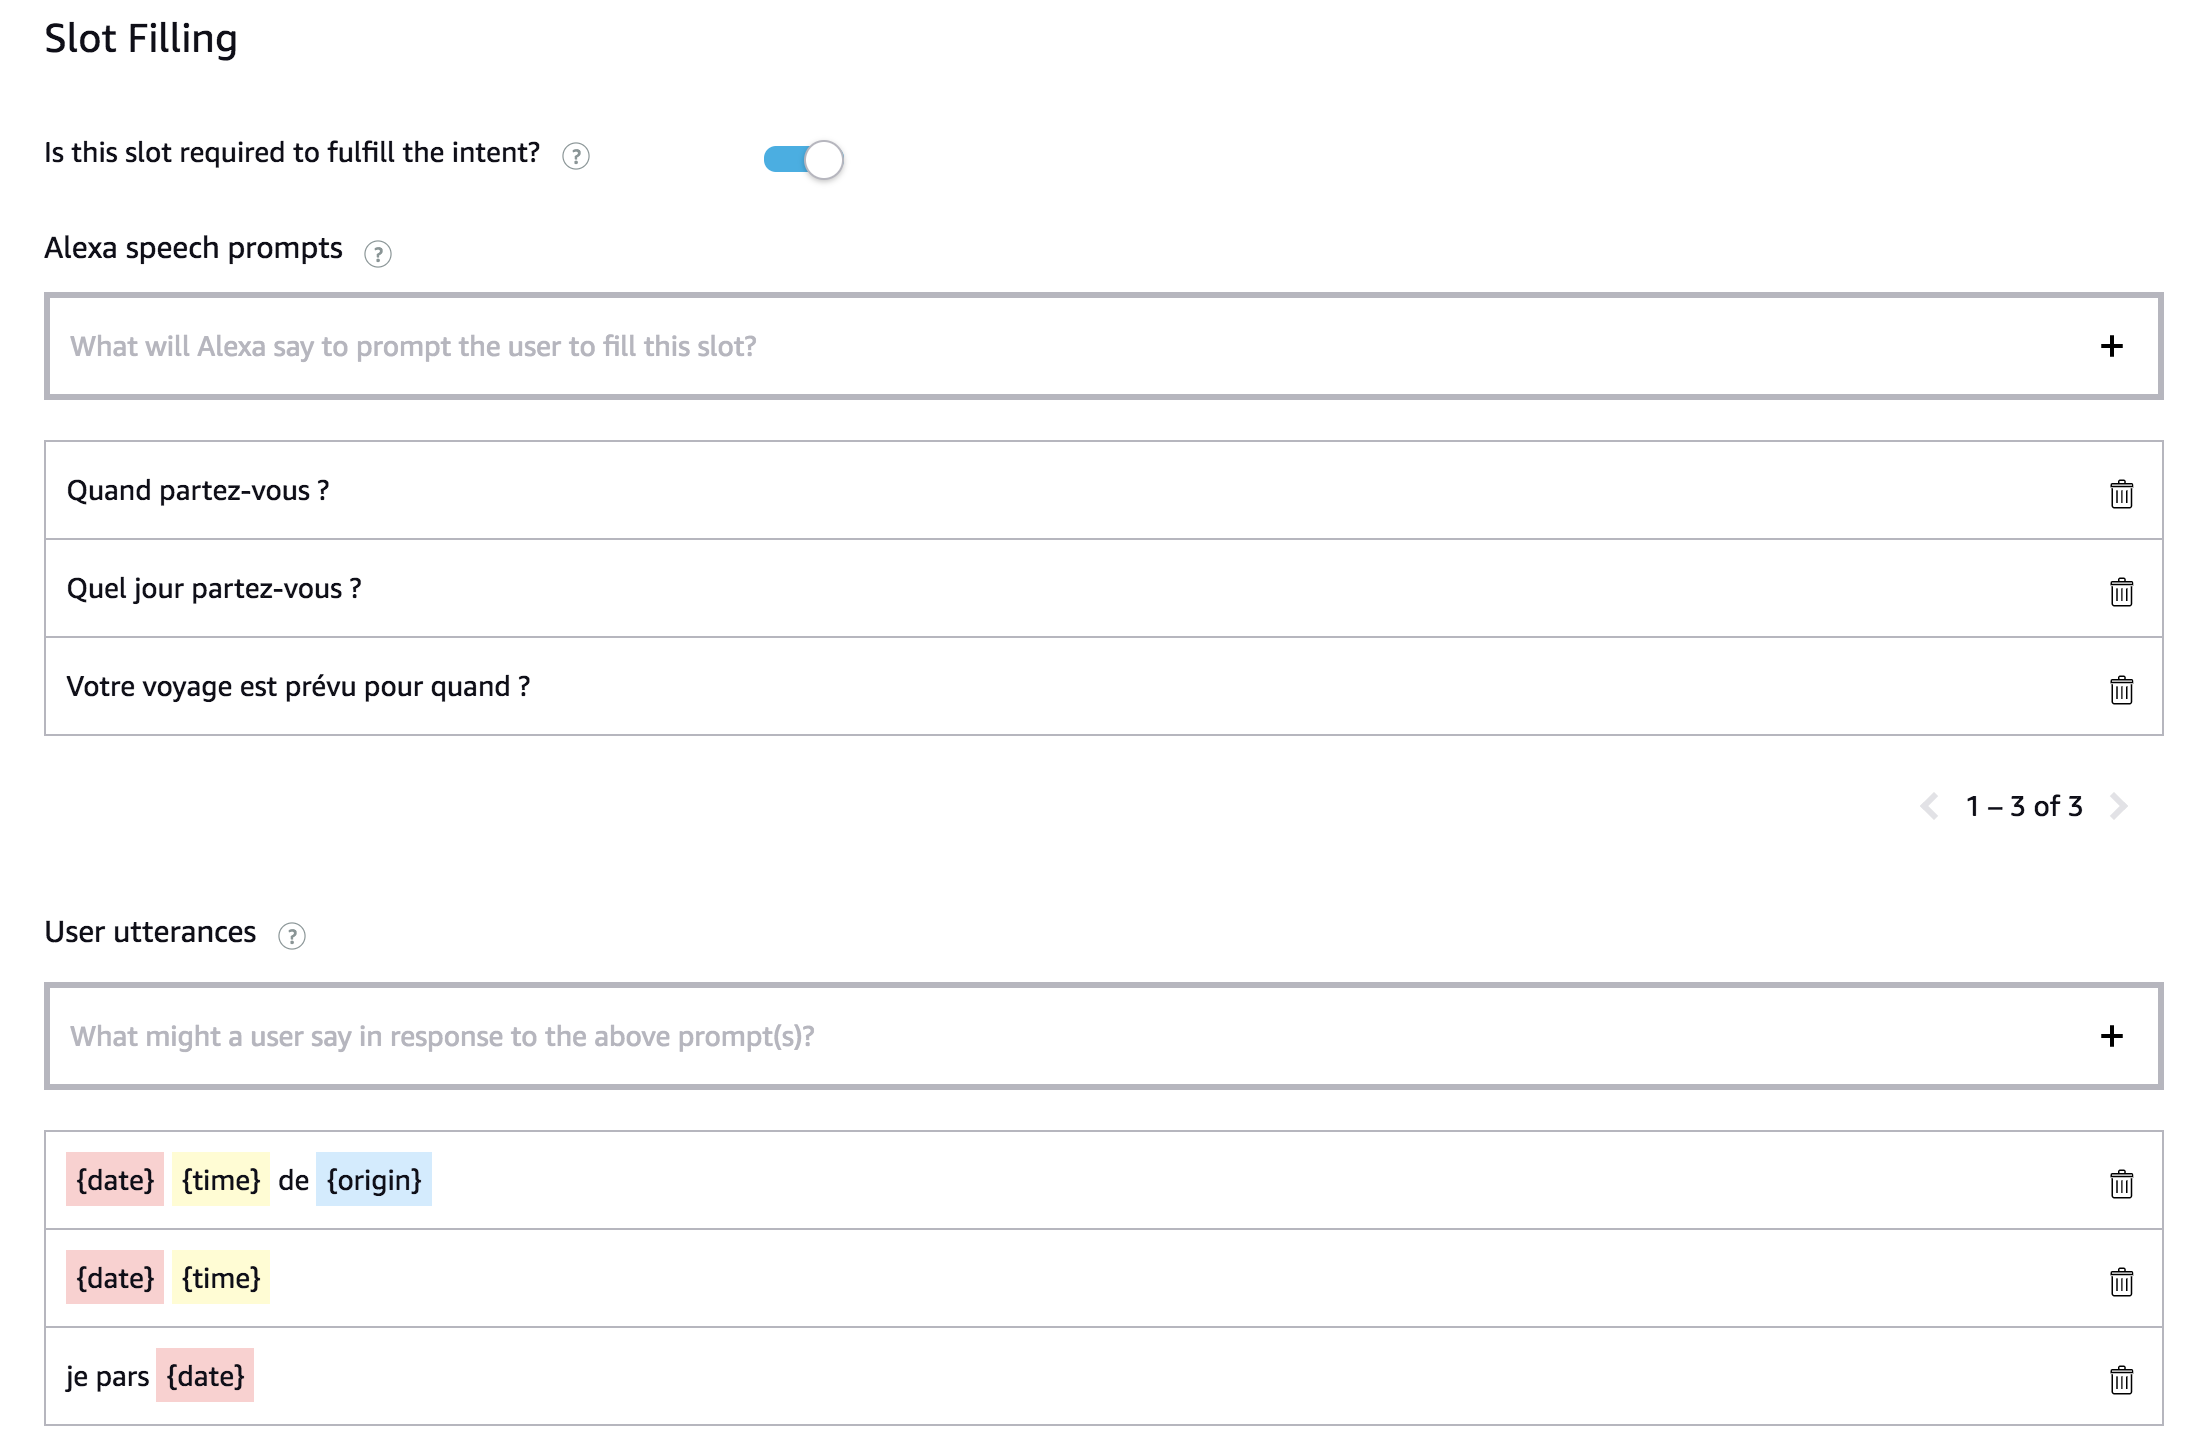 Slot Filling
Is this slot required to fulfill the intent? ?
Alexa speech prompts ?
What will Alexa say to prompt the user to fill this slot? +
Quand partez-vous ?
Quel jour partez-vous ?
Votre voyage est prévu pour quand ?
1 – 3 of 3
User utterances ?
What might a user say in response to the above prompt(s)? +
{date} {time} de {origin}
{date} {time}
je pars {date}